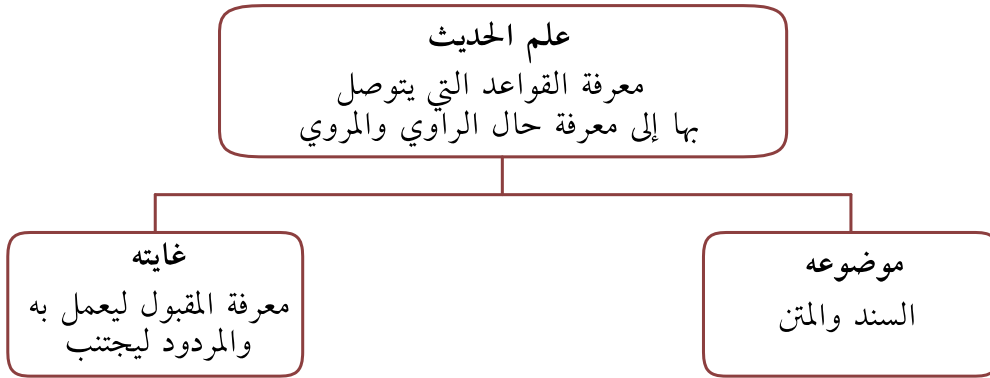 علم الحديث
معرفة القواعد التي يتوصل
بها إلى معرفة حال الراوي والمروي
موضوعه
السند والمتن
غايته
معرفة المقبول ليعمل به
والمردود ليجتنب